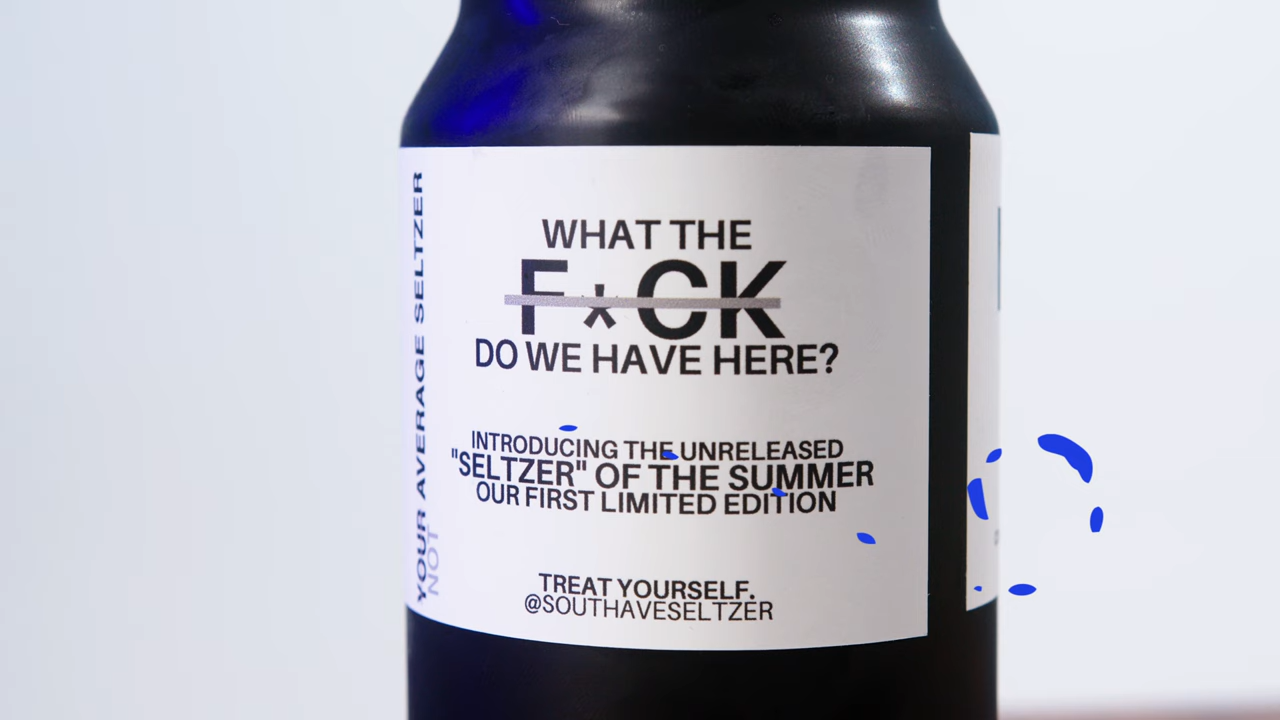 WHAT THE
F*CK
DO WE HAVE HERE?
INTRODUCING THE UNRELEASED
"SELTZER" OF THE SUMMER
OUR FIRST LIMITED EDITION
TREAT YOURSELF.
@SOUTHAVESELTZER
YOUR AVERAGE SELTZER
NOT